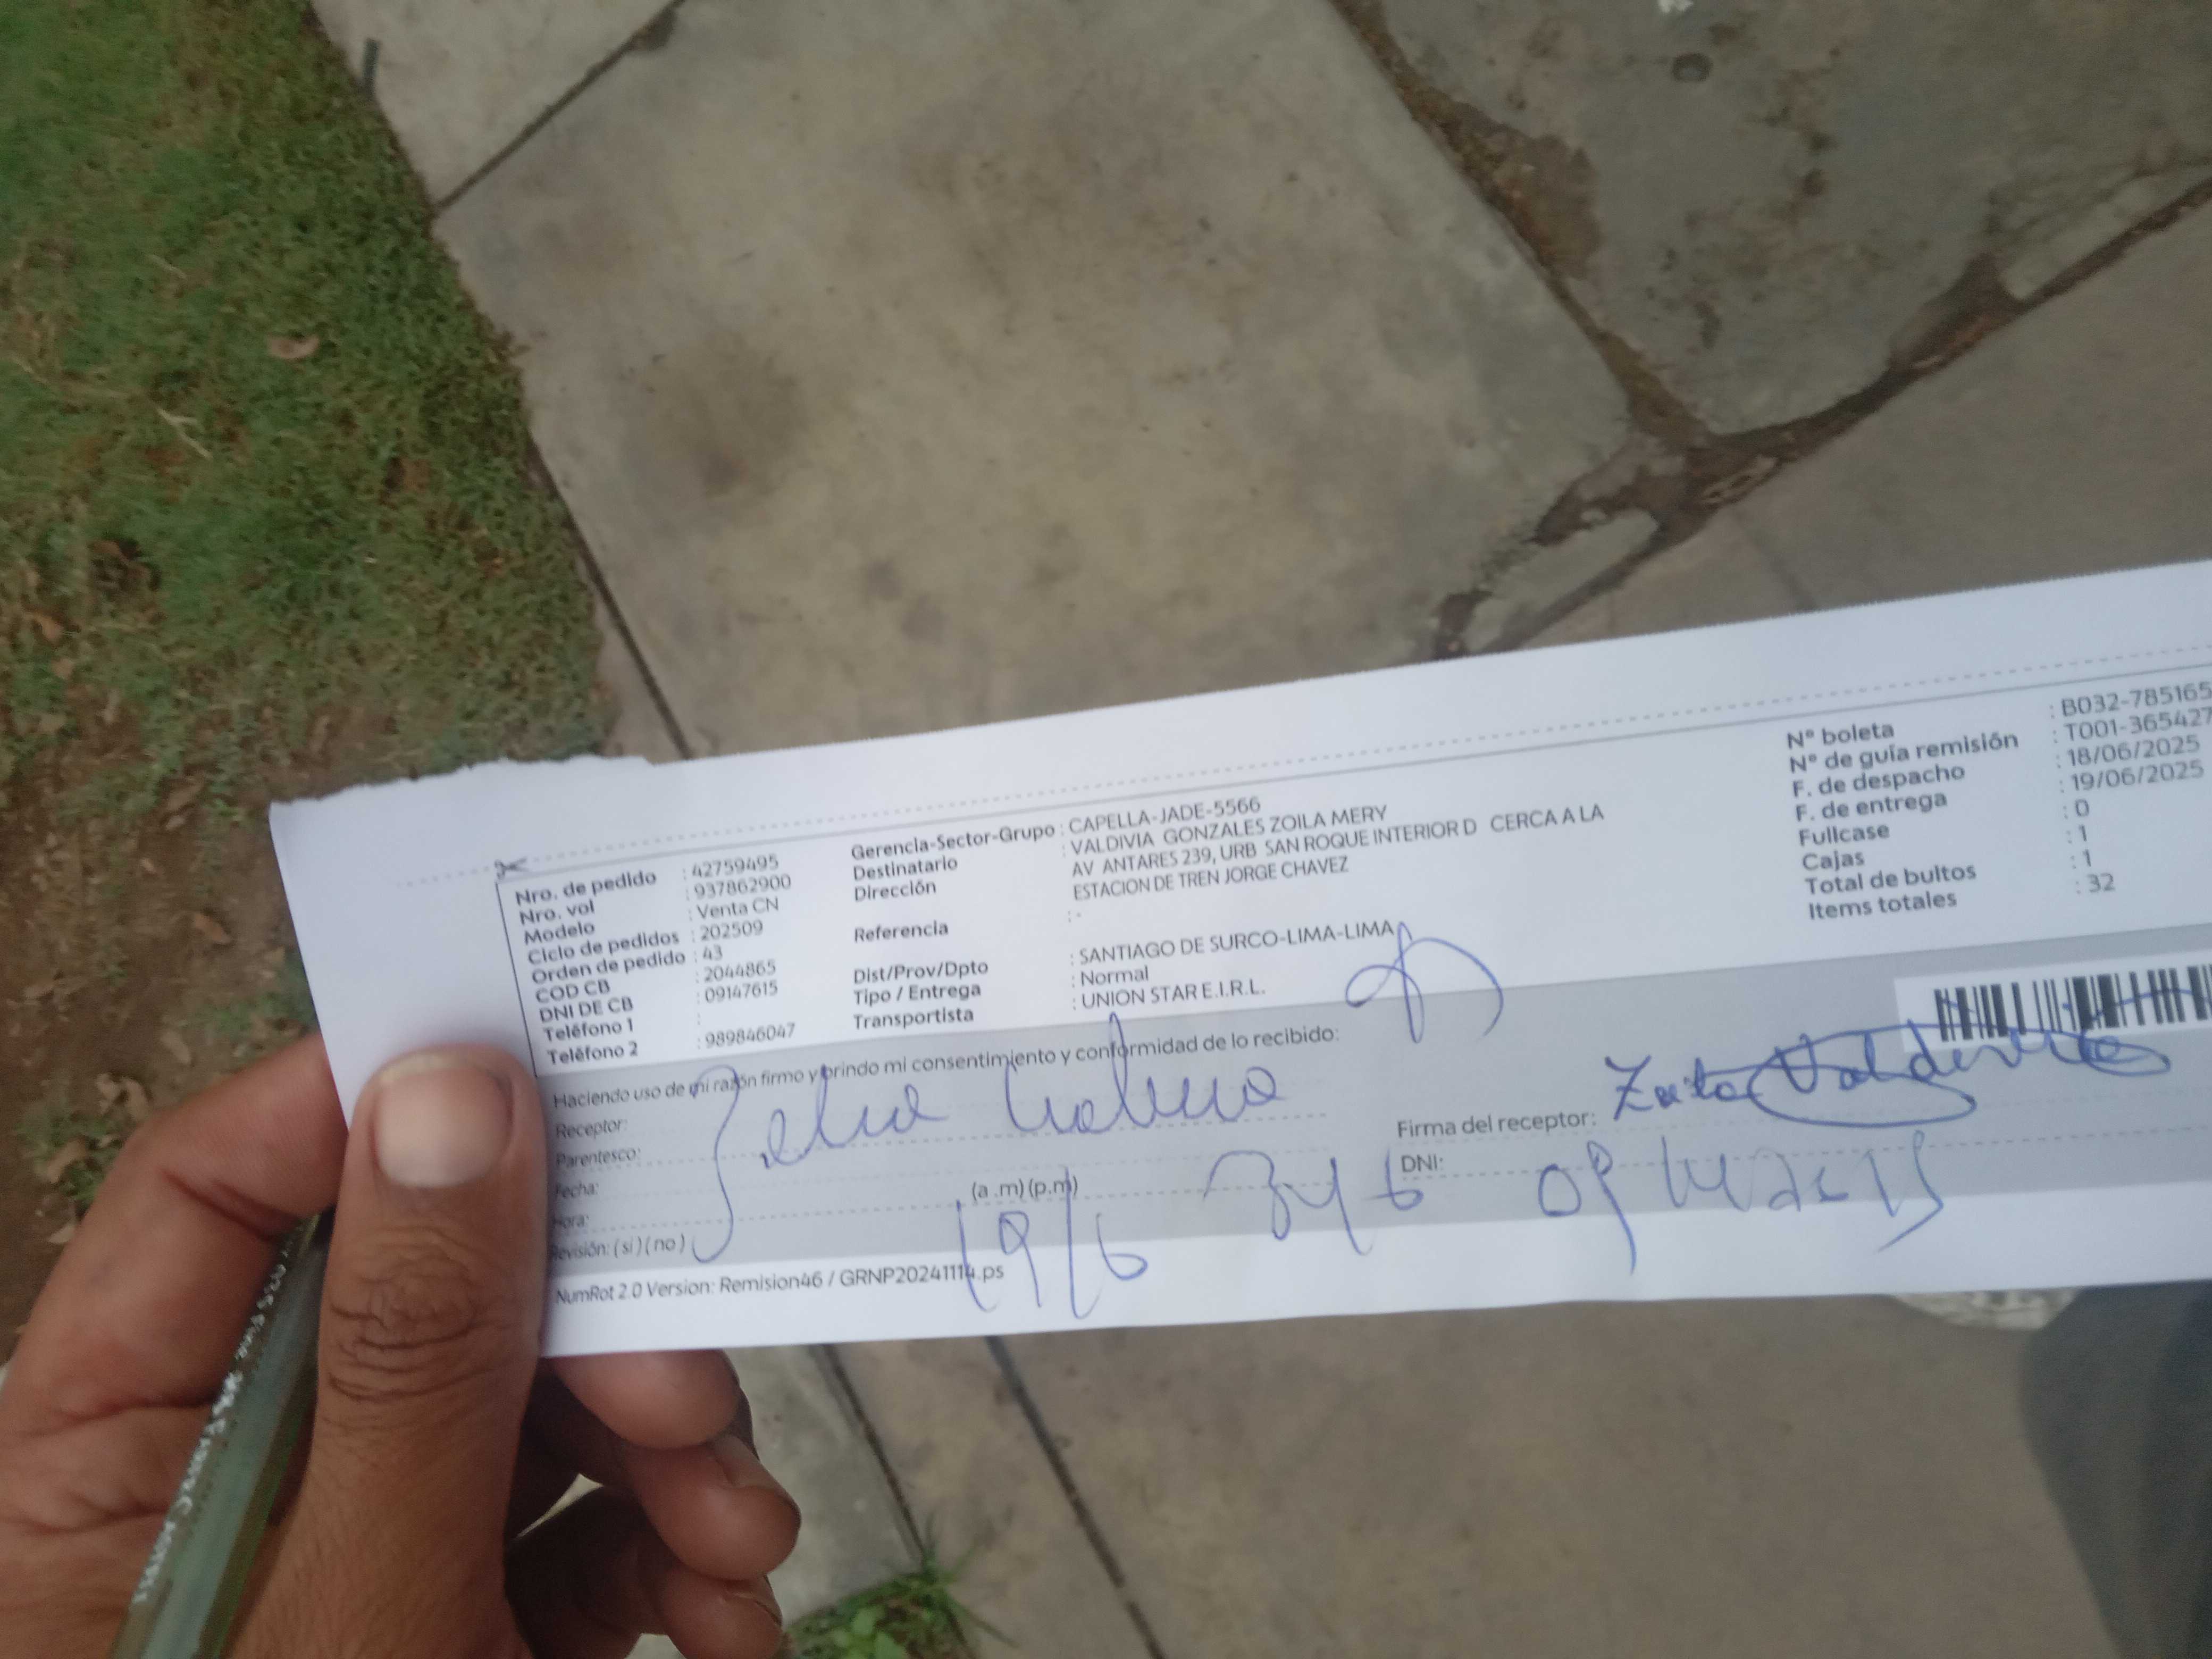 Nro. de pedido : 42759495
Nro. vol : 937862900
Modelo : Venta CN
Ciclo de pedidos : 202509
Orden de pedido : 43
COD CB : 2044865
DNI DE CB : 09147615
Teléfono 1 :
Teléfono 2 : 989846047
Gerencia-Sector-Grupo : CAPELLA-JADE-5566
Destinatario : VALDIVIA GONZALES ZOILA MERY
Dirección : AV ANTARES 239, URB SAN ROQUE INTERIOR D CERCA A LA
ESTACION DE TREN JORGE CHAVEZ
Referencia : -
Dist/Prov/Dpto : SANTIAGO DE SURCO-LIMA-LIMA
Tipo / Entrega : Normal
Transportista : UNION STAR E.I.R.L.
N° boleta : B032-785165
N° de guía remisión : T001-365427
F. de despacho : 18/06/2025
F. de entrega : 19/06/2025
Fullcase : 0
Cajas : 1
Total de bultos : 1
Items totales : 32
Haciendo uso de mi razón firmo y brindo mi consentimiento y conformidad de lo recibido:
Receptor:
Parentesco:
Fecha:
Hora: (a .m) (p.m)
Revisión: ( si ) ( no )
19/6
Firma del receptor:
DNI:
NumRot 2.0 Version: Remision46 / GRNP20241114.ps